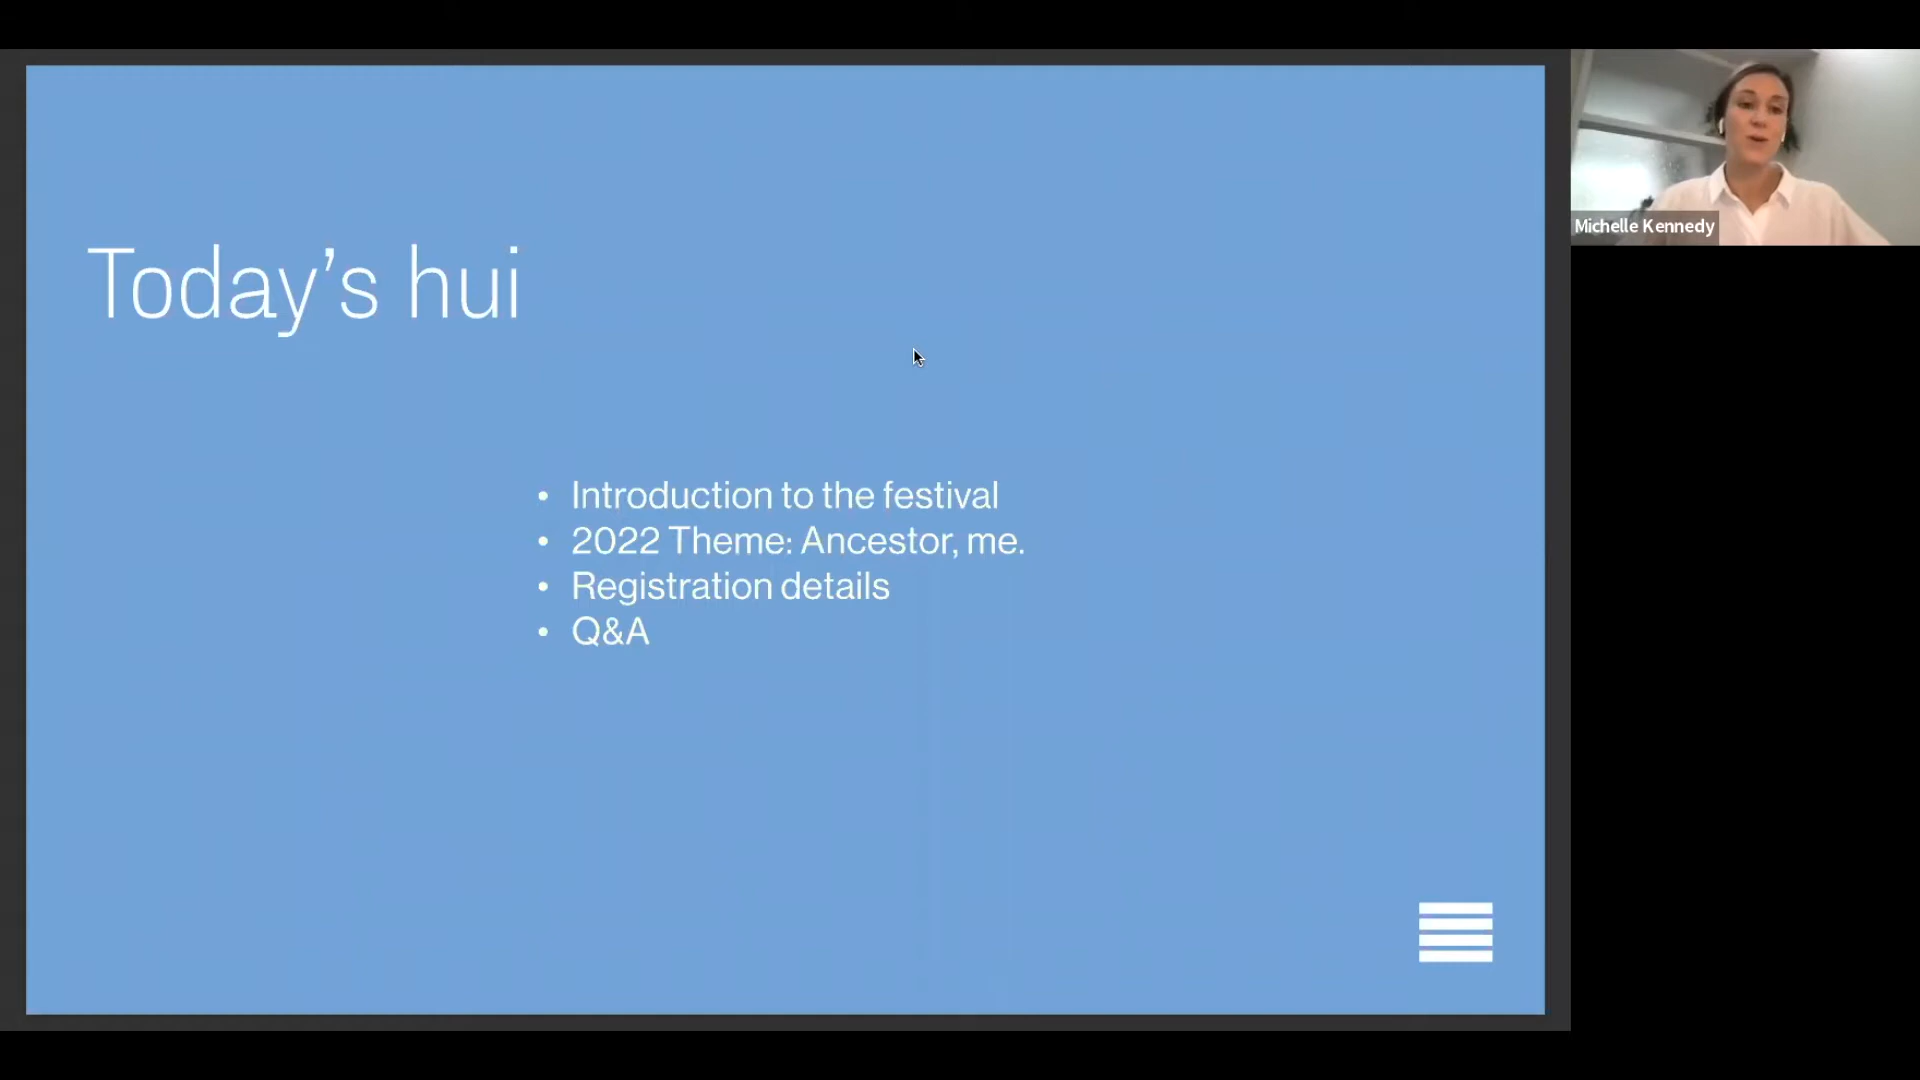 Today’s hui
• Introduction to the festival
• 2022 Theme: Ancestor, me.
• Registration details
• Q&A
Michelle Kennedy